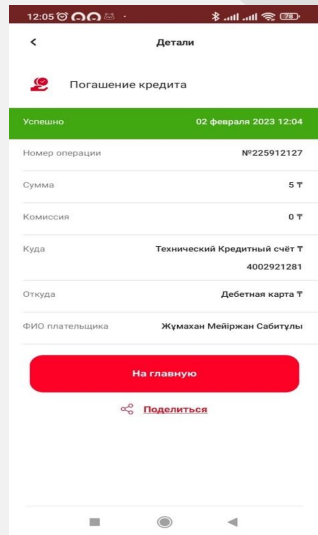 12:05
78
Детали
Погашение кредита
Успешно 02 февраля 2023 12:04
Номер операции №225912127
Сумма 5 ₸
Комиссия 0 ₸
Куда Технический Кредитный счёт ₸
4002921281
Откуда Дебетная карта ₸
ФИО плательщика Жұмахан Мейіржан Сабитұлы
На главную
Поделиться